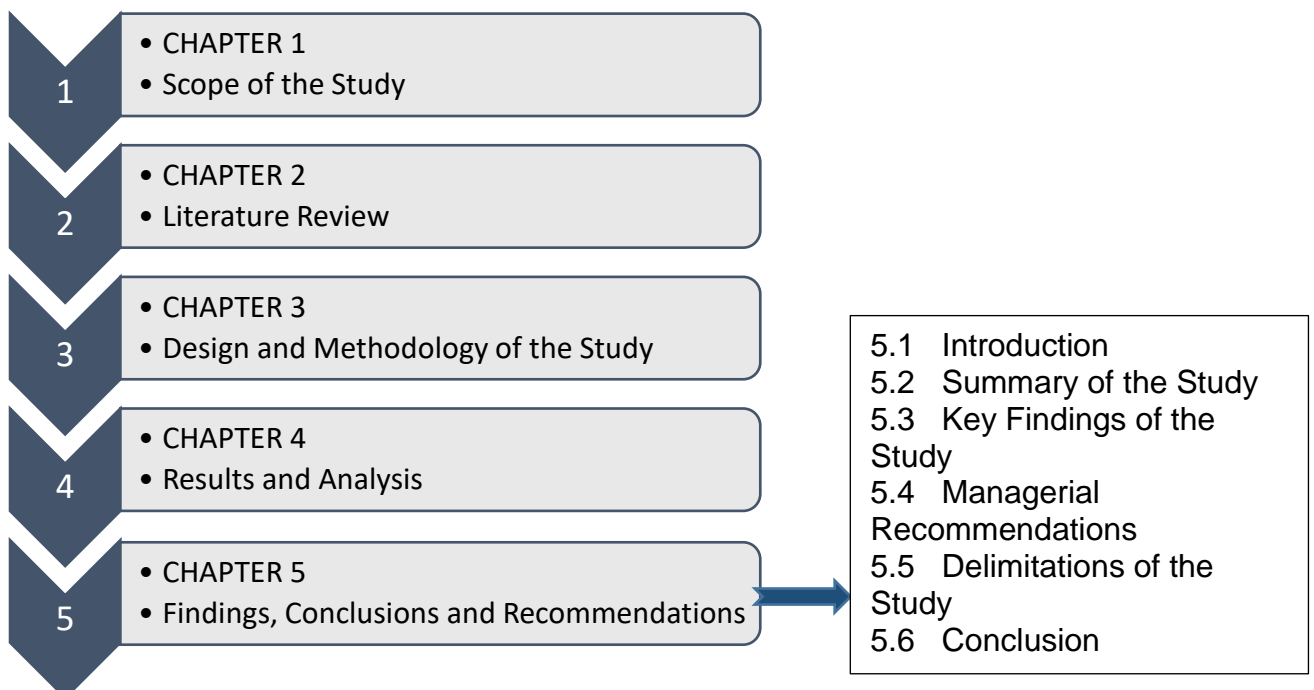 1
• CHAPTER 1
• Scope of the Study
2
• CHAPTER 2
• Literature Review
3
• CHAPTER 3
• Design and Methodology of the Study
4
• CHAPTER 4
• Results and Analysis
5
• CHAPTER 5
• Findings, Conclusions and Recommendations
5.1 Introduction
5.2 Summary of the Study
5.3 Key Findings of the
Study
5.4 Managerial
Recommendations
5.5 Delimitations of the
Study
5.6 Conclusion